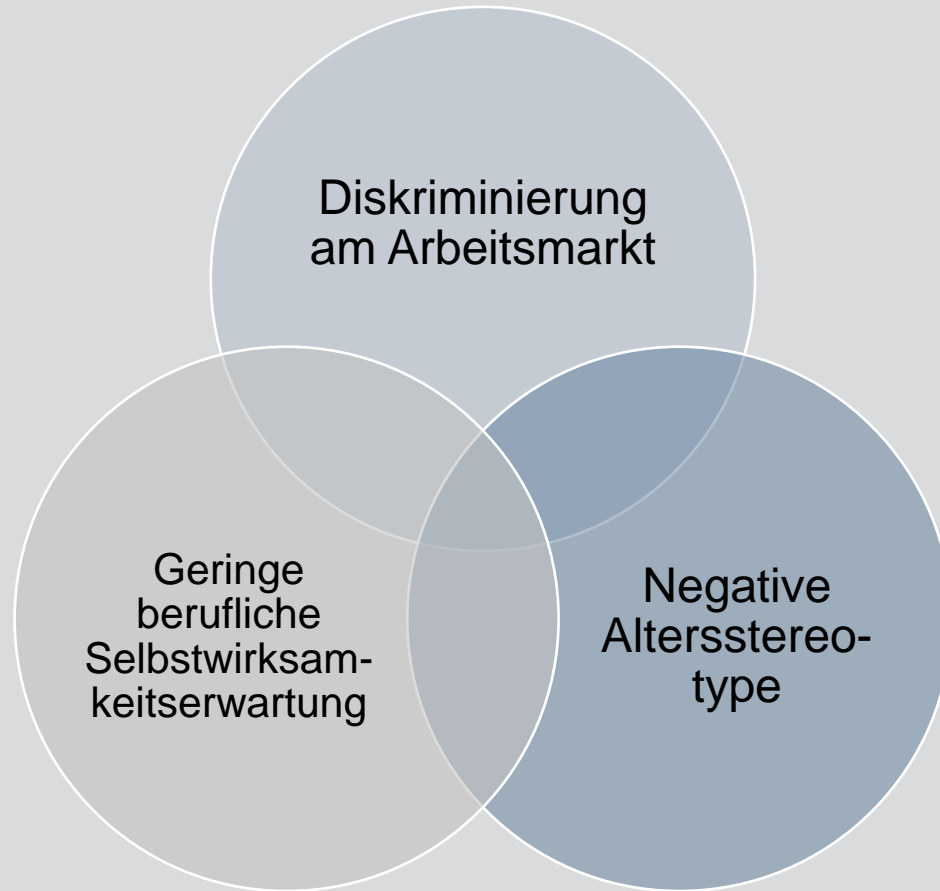 Diskriminierung
am Arbeitsmarkt
Geringe
berufliche
Selbstwirksam-
keitserwartung
Negative
Altersstereo-
type